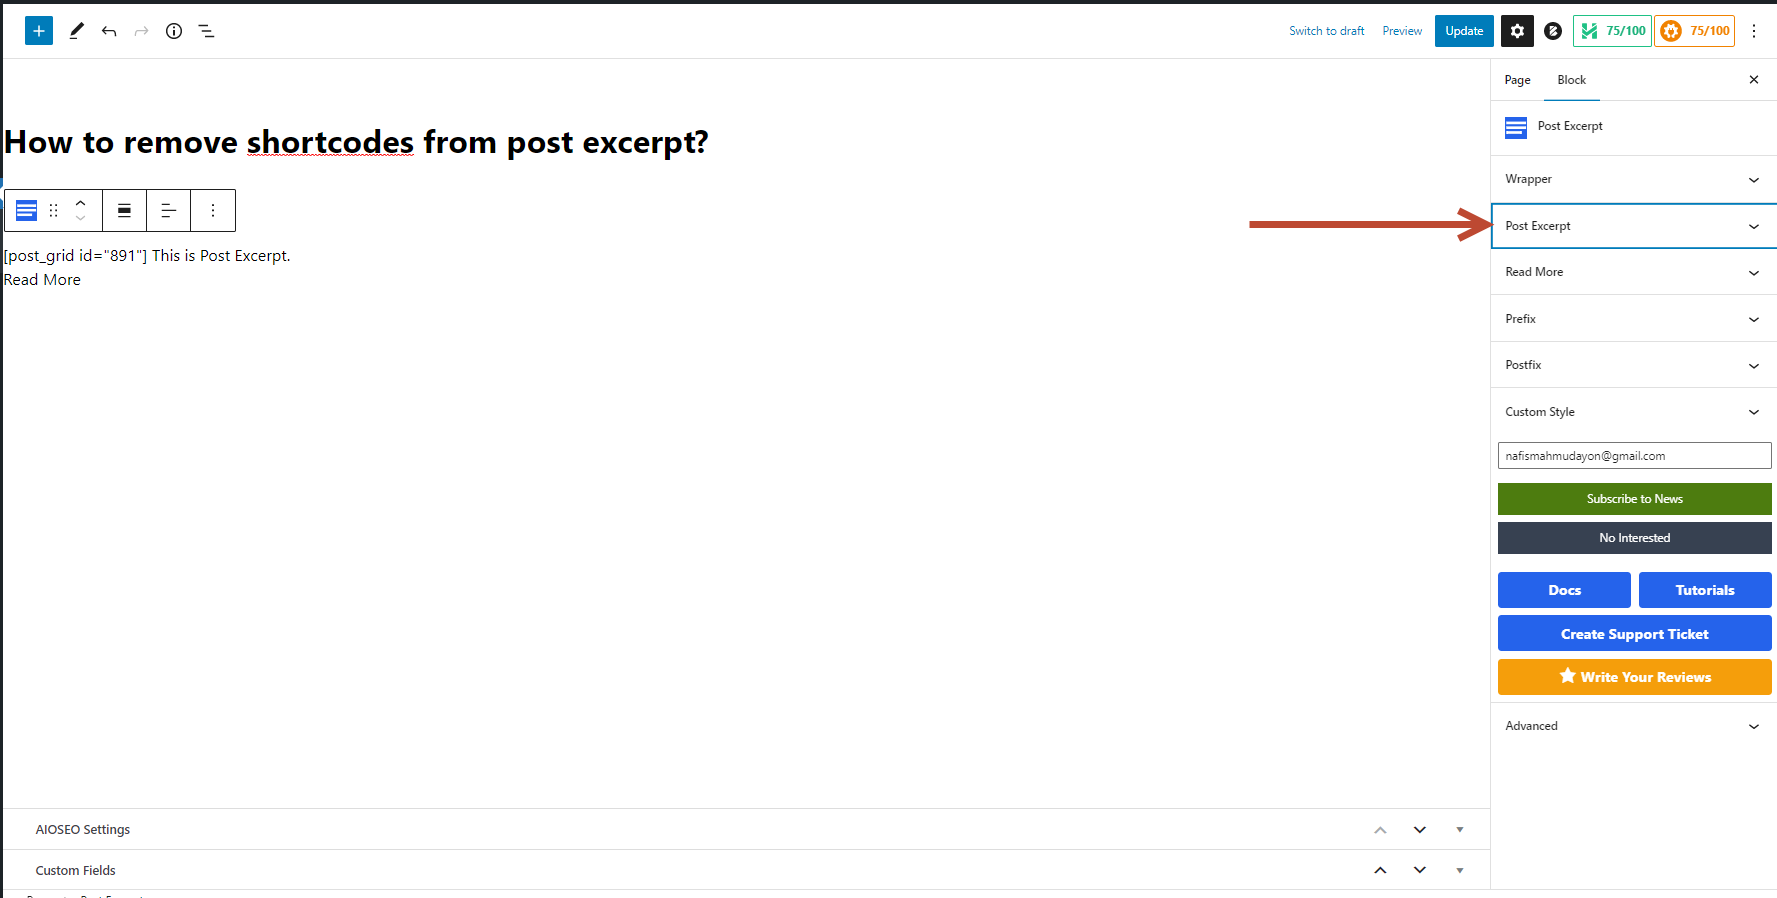 Switch to draft Preview Update 75/100 75/100
Page Block
Post Excerpt
How to remove shortcodes from post excerpt?
[post_grid id="891"] This is Post Excerpt.
Read More
Wrapper
Post Excerpt
Read More
Prefix
Postfix
Custom Style
nafismahmudayon@gmail.com
Subscribe to News
No Interested
Docs Tutorials
Create Support Ticket
Write Your Reviews
Advanced
AIOSEO Settings
Custom Fields